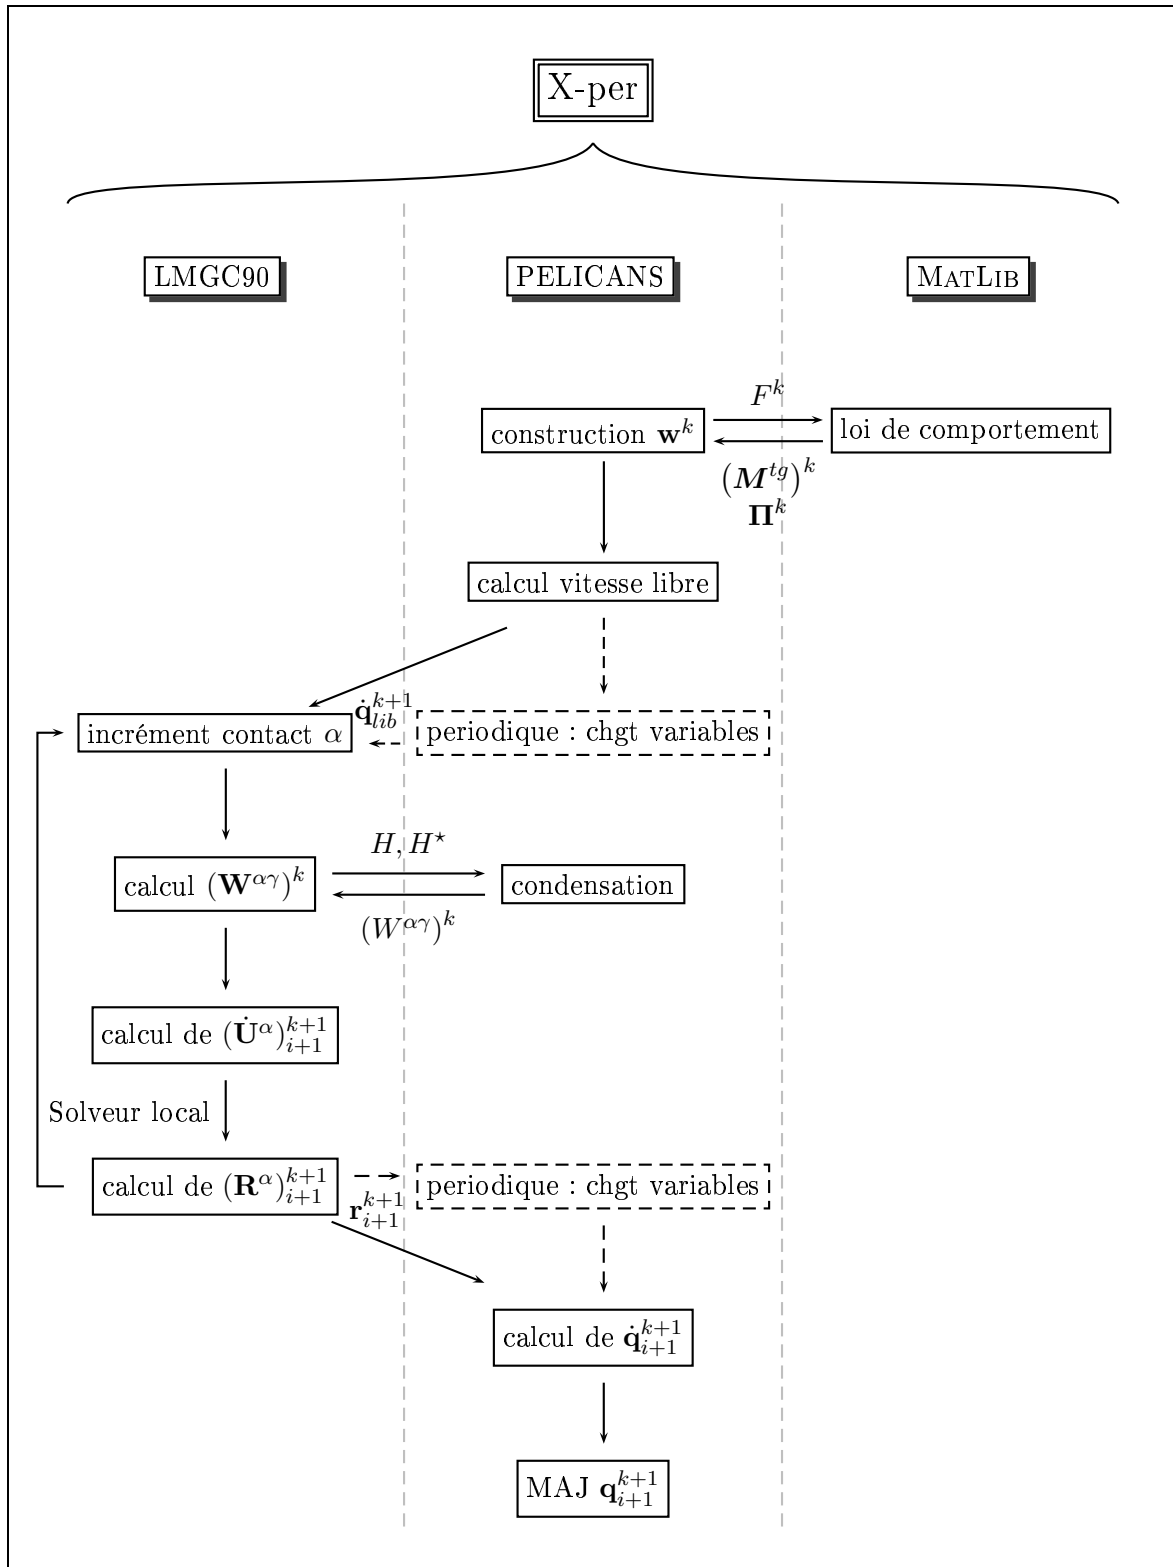 X-per
LMGC90
PELICANS
MATLIB
F^k
construction w^k
loi de comportement
(M^{tg})^k
Π^k
calcul vitesse libre
q̇_{lib}^{k+1}
incrément contact α
periodique : chgt variables
H, H^⋆
calcul (W^{αγ})^k
condensation
(W^{αγ})^k
calcul de (U̇^α)_{i+1}^{k+1}
Solveur local
calcul de (R^α)_{i+1}^{k+1}
periodique : chgt variables
r_{i+1}^{k+1}
calcul de q̇_{i+1}^{k+1}
MAJ q_{i+1}^{k+1}